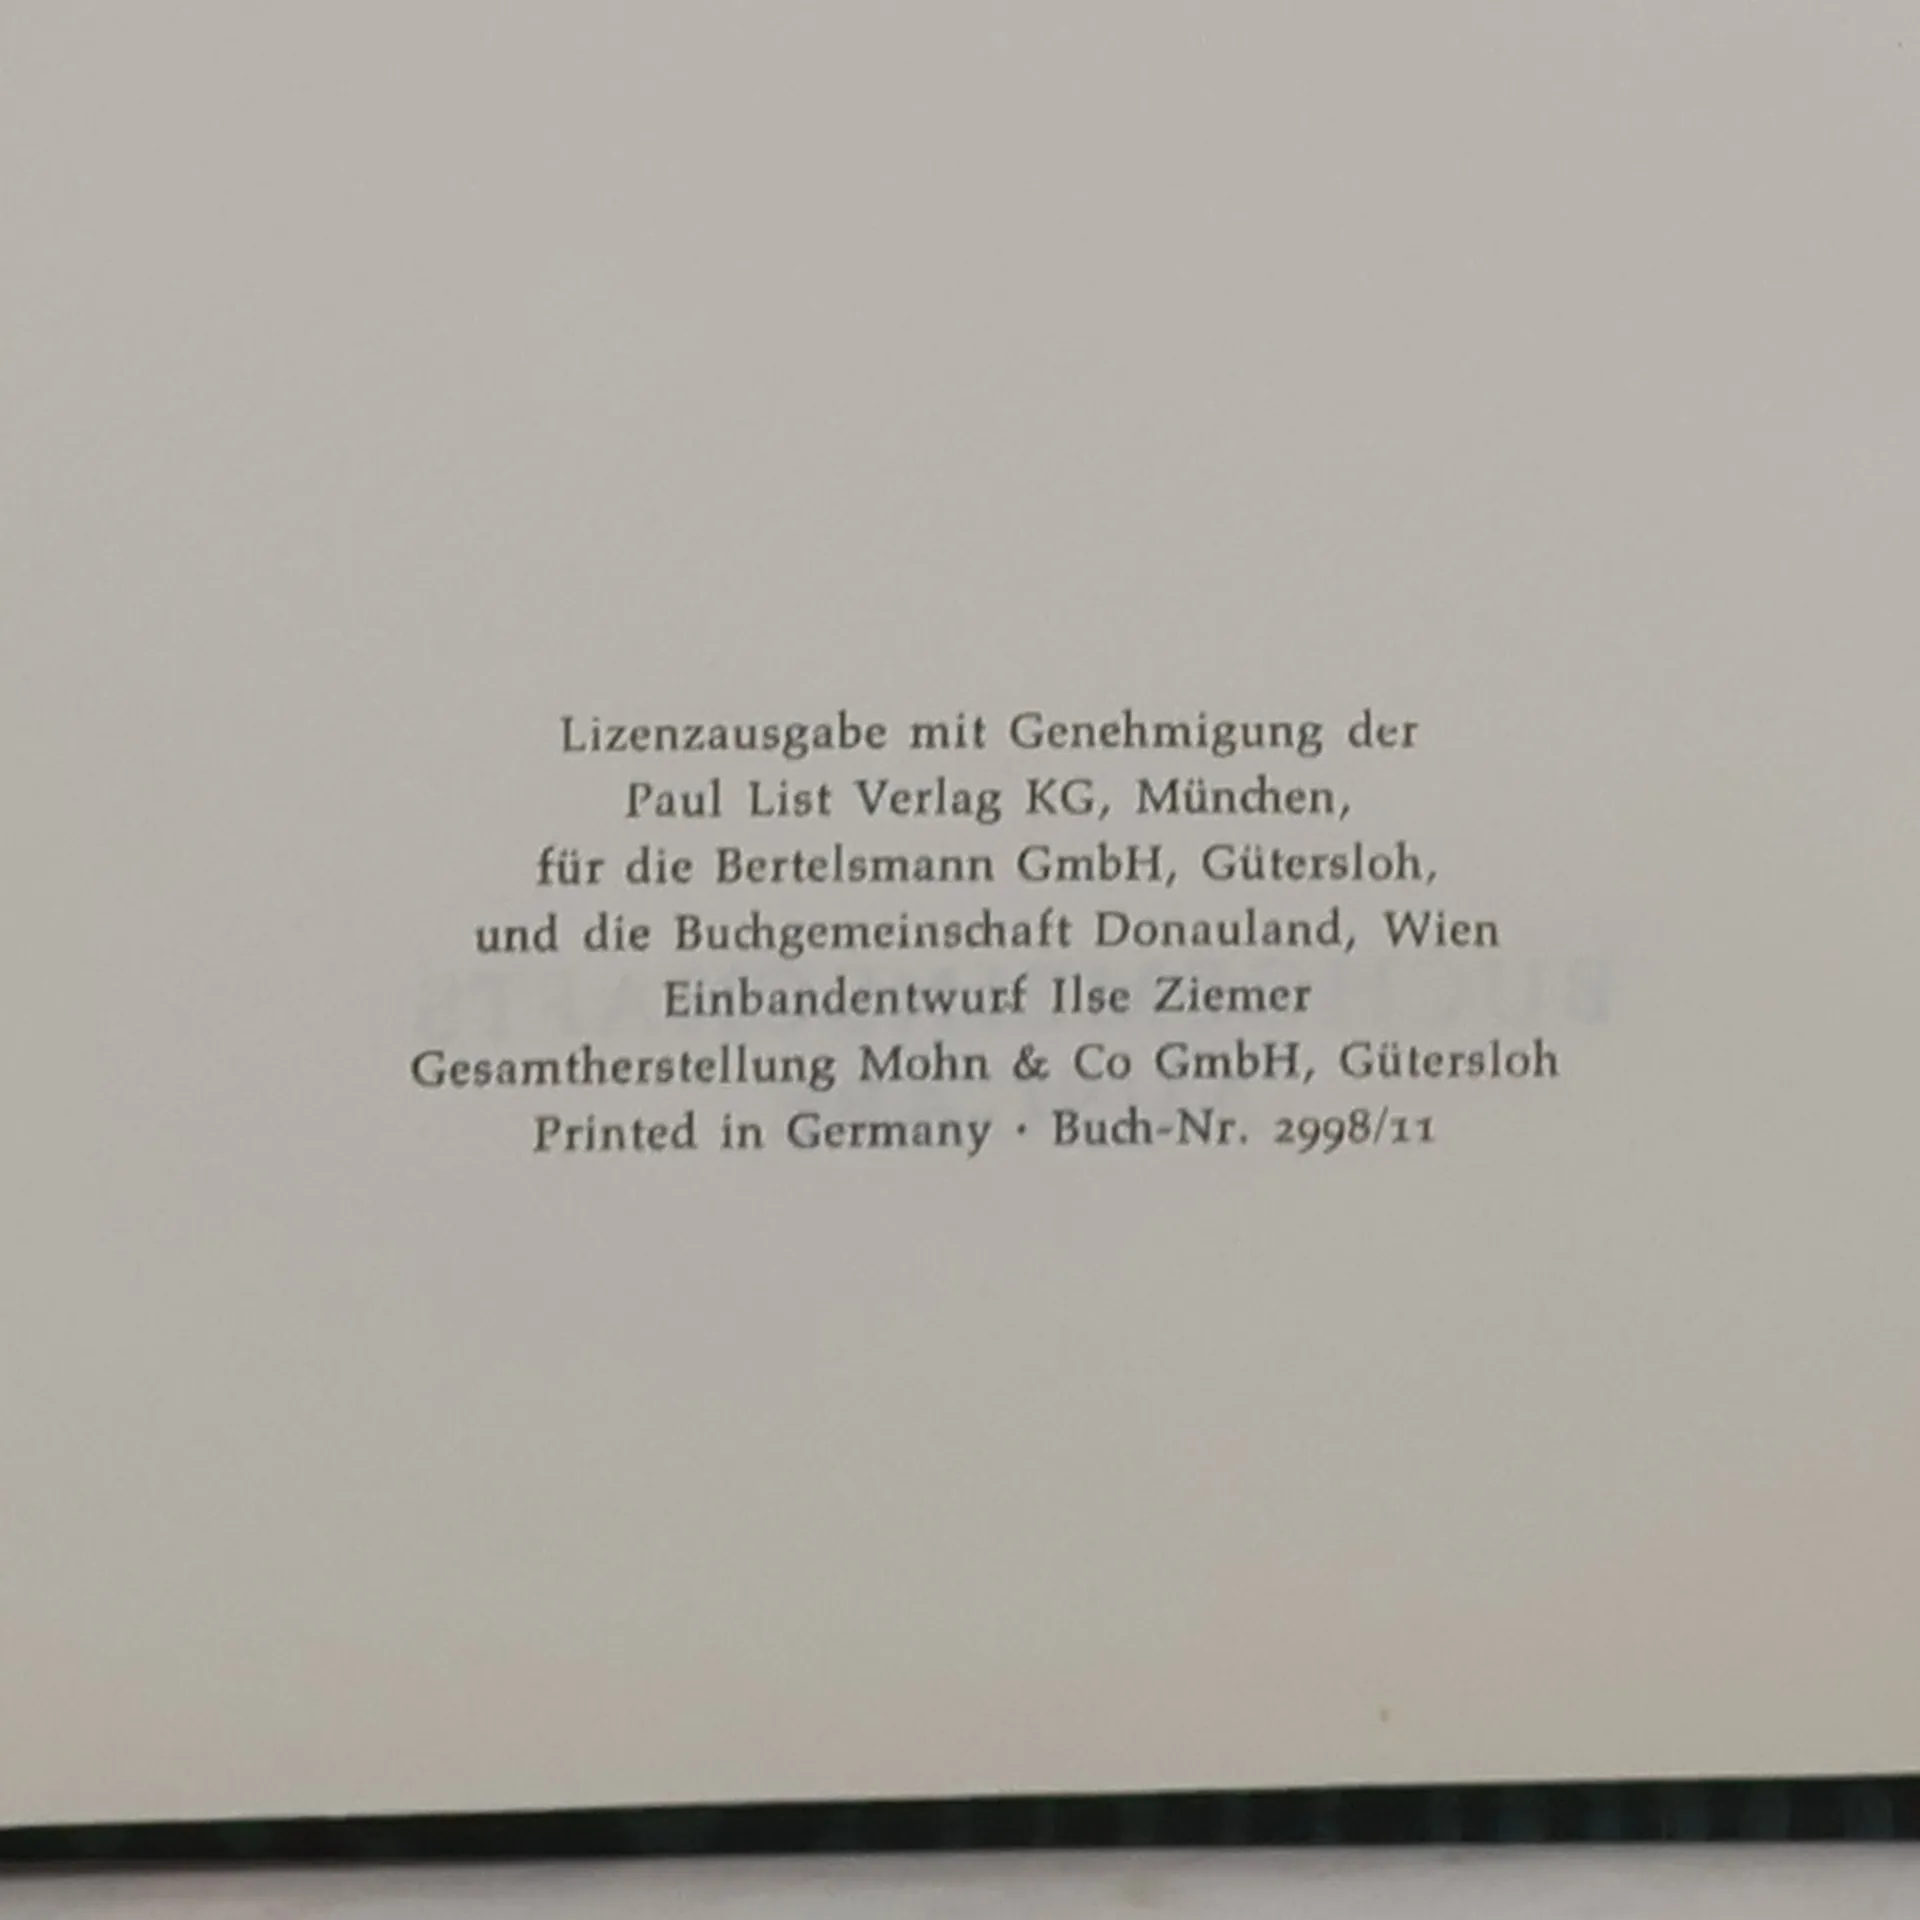 Lizenzausgabe mit Genehmigung der
Paul List Verlag KG, München,
für die Bertelsmann GmbH, Gütersloh,
und die Buchgemeinschaft Donauland, Wien
Einbandentwurf Ilse Ziemer
Gesamtherstellung Mohn & Co GmbH, Gütersloh
Printed in Germany · Buch-Nr. 2998/11